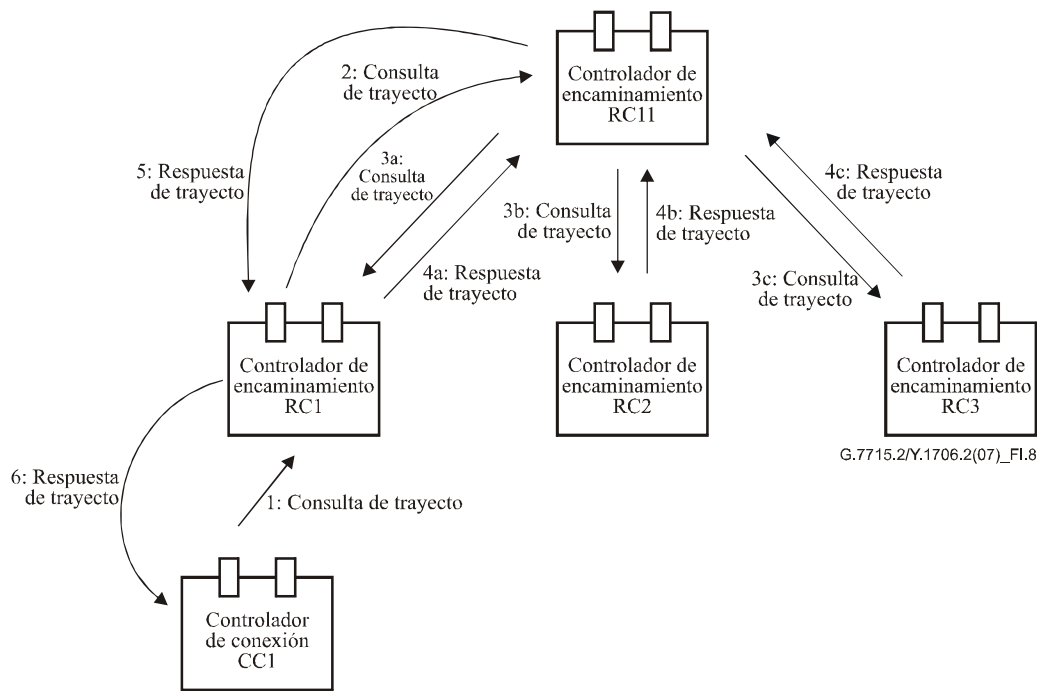 Controlador de
encaminamiento
RC11
2: Consulta
de trayecto
5: Respuesta
de trayecto
3a:
Consulta
de trayecto
4a: Respuesta
de trayecto
3b: Consulta
de trayecto
4b: Respuesta
de trayecto
4c: Respuesta
de trayecto
3c: Consulta
de trayecto
Controlador de
encaminamiento
RC1
Controlador de
encaminamiento
RC2
Controlador de
encaminamiento
RC3
G.7715.2/Y.1706.2(07)_FI.8
6: Respuesta
de trayecto
1: Consulta de trayecto
Controlador
de conexión
CC1